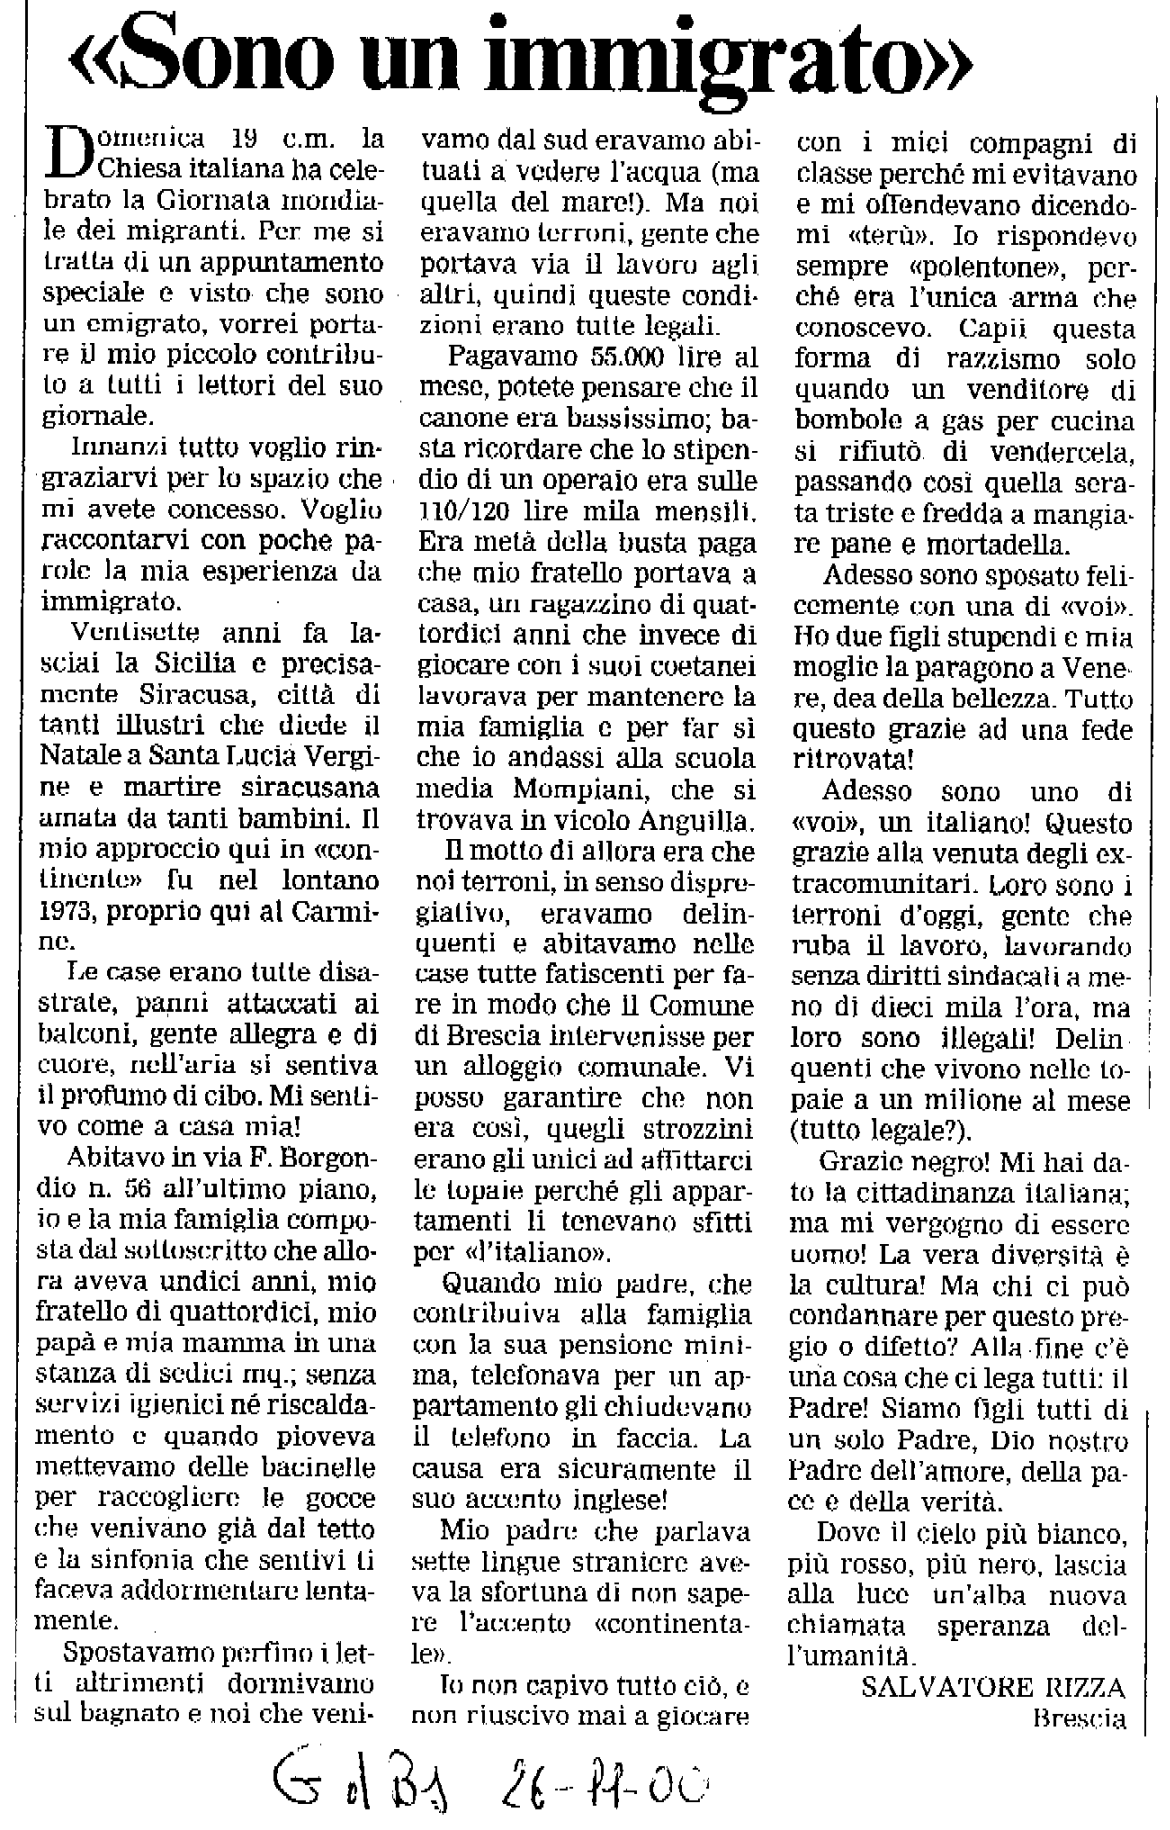 «Sono un immigrato»
Domenica 19 c.m. la
Chiesa italiana ha cele-
brato la Giornata mondia-
le dei migranti. Per me si
tratta di un appuntamento
speciale e visto che sono
un emigrato, vorrei porta-
re il mio piccolo contribu-
to a tutti i lettori del suo
giornale.
Innanzi tutto voglio rin-
graziarvi per lo spazio che
mi avete concesso. Voglio
raccontarvi con poche pa-
role la mia esperienza da
immigrato.
Ventisette anni fa la-
sciai la Sicilia e precisa-
mente Siracusa, città di
tanti illustri che diede il
Natale a Santa Lucia Vergi-
ne e martire siracusana
amata da tanti bambini. Il
mio approccio qui in «con-
tinente» fu nel lontano
1973, proprio qui al Carmi-
ne.
Le case erano tutte disa-
strate, panni attaccati ai
balconi, gente allegra e di
cuore, nell'aria si sentiva
il profumo di cibo. Mi senti-
vo come a casa mia!
Abitavo in via F. Borgon-
dio n. 56 all'ultimo piano,
io e la mia famiglia compo-
sta dal sottoscritto che allo-
ra aveva undici anni, mio
fratello di quattordici, mio
papà e mia mamma in una
stanza di sedici mq.; senza
servizi igienici né riscalda-
mento e quando pioveva
mettevamo delle bacinelle
per raccogliere le gocce
che venivano già dal tetto
e la sinfonia che sentivi ti
faceva addormentare lenta-
mente.
Spostavamo perfino i let-
ti altrimenti dormivamo
sul bagnato e noi che veni-
vamo dal sud eravamo abi-
tuati a vedere l'acqua (ma
quella del mare!). Ma noi
eravamo terroni, gente che
portava via il lavoro agli
altri, quindi queste condi-
zioni erano tutte legali.
Pagavamo 55.000 lire al
mese, potete pensare che il
canone era bassissimo; ba-
sta ricordare che lo stipen-
dio di un operaio era sulle
110/120 lire mila mensili.
Era metà della busta paga
che mio fratello portava a
casa, un ragazzino di quat-
tordici anni che invece di
giocare con i suoi coetanei
lavorava per mantenere la
mia famiglia e per far sì
che io andassi alla scuola
media Mompiani, che si
trovava in vicolo Anguilla.
Il motto di allora era che
noi terroni, in senso dispre-
giativo, eravamo delin-
quenti e abitavamo nelle
case tutte fatiscenti per fa-
re in modo che il Comune
di Brescia intervenisse per
un alloggio comunale. Vi
posso garantire che non
era così, quegli strozzini
erano gli unici ad affittarci
le topaie perché gli appar-
tamenti li tenevano sfitti
per «l'italiano».
Quando mio padre, che
contribuiva alla famiglia
con la sua pensione mini-
ma, telefonava per un ap-
partamento gli chiudevano
il telefono in faccia. La
causa era sicuramente il
suo accento inglese!
Mio padre che parlava
sette lingue straniere ave-
va la sfortuna di non sape-
re l'accento «continenta-
le».
Io non capivo tutto ciò, e
non riuscivo mai a giocare
con i miei compagni di
classe perché mi evitavano
e mi offendevano dicendo-
mi «terù». Io rispondevo
sempre «polentone», per-
ché era l'unica arma che
conoscevo. Capii questa
forma di razzismo solo
quando un venditore di
bombole a gas per cucina
si rifiutò di vendercela,
passando così quella sera-
ta triste e fredda a mangia-
re pane e mortadella.
Adesso sono sposato feli-
cemente con una di «voi».
Ho due figli stupendi e mia
moglie la paragono a Vene-
re, dea della bellezza. Tutto
questo grazie ad una fede
ritrovata!
Adesso sono uno di
«voi», un italiano! Questo
grazie alla venuta degli ex-
tracomunitari. Loro sono i
terroni d'oggi, gente che
ruba il lavoro, lavorando
senza diritti sindacali a me-
no di dieci mila l'ora, ma
loro sono illegali! Delin-
quenti che vivono nelle to-
paie a un milione al mese
(tutto legale?).
Grazie negro! Mi hai da-
to la cittadinanza italiana;
ma mi vergogno di essere
uomo! La vera diversità è
la cultura! Ma chi ci può
condannare per questo pre-
gio o difetto? Alla fine c'è
una cosa che ci lega tutti: il
Padre! Siamo figli tutti di
un solo Padre, Dio nostro
Padre dell'amore, della pa-
ce e della verità.
Dove il cielo più bianco,
più rosso, più nero, lascia
alla luce un'alba nuova
chiamata speranza del-
l'umanità.
SALVATORE RIZZA
Brescia
G d BS 26-11-00